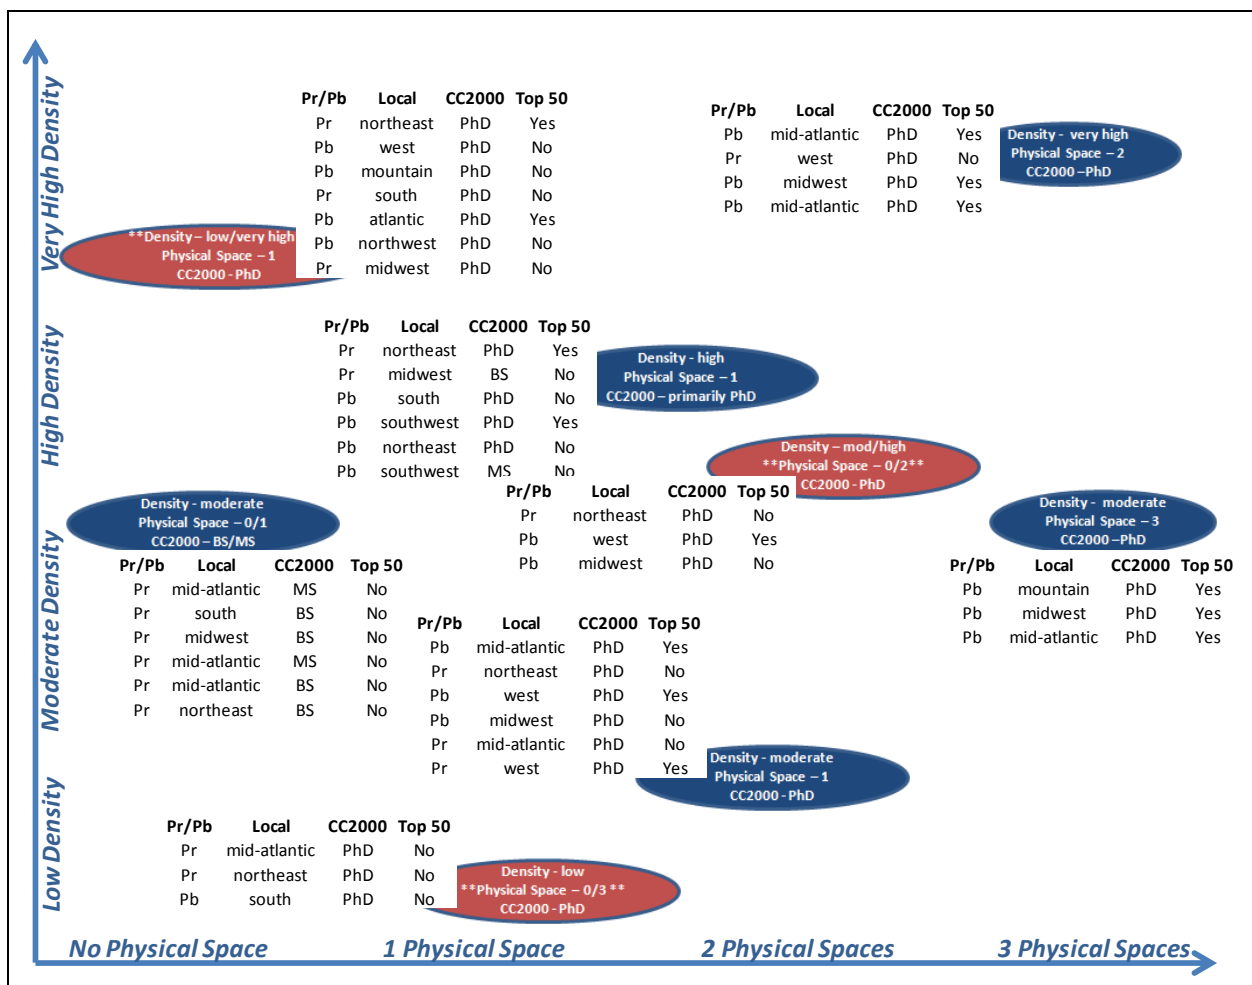 Very High Density
High Density
Moderate Density
Low Density
Pr/Pb Local CC2000 Top 50
Pr northeast PhD Yes
Pb west PhD No
Pb mountain PhD No
Pr south PhD No
Pb atlantic PhD Yes
Pb northwest PhD No
Pr midwest PhD No
**Density – low/very high
Physical Space – 1
CC2000 - PhD
Pr/Pb Local CC2000 Top 50
Pb mid-atlantic PhD Yes
Pr west PhD No
Pb midwest PhD Yes
Pb mid-atlantic PhD Yes
Density - very high
Physical Space – 2
CC2000 –PhD
Pr/Pb Local CC2000 Top 50
Pr northeast PhD Yes
Pr midwest BS No
Pb south PhD No
Pb southwest PhD Yes
Pb northeast PhD No
Pb southwest MS No
Density - high
Physical Space – 1
CC2000 – primarily PhD
Density – mod/high
**Physical Space – 0/2**
CC2000 - PhD
Pr/Pb Local CC2000 Top 50
Pr northeast PhD No
Pb west PhD Yes
Pb midwest PhD No
Density - moderate
Physical Space – 0/1
CC2000 – BS/MS
Pr/Pb Local CC2000 Top 50
Pr mid-atlantic MS No
Pr south BS No
Pr midwest BS No
Pr mid-atlantic MS No
Pr mid-atlantic BS No
Pr northeast BS No
Density - moderate
Physical Space – 3
CC2000 –PhD
Pr/Pb Local CC2000 Top 50
Pb mountain PhD Yes
Pb midwest PhD Yes
Pb mid-atlantic PhD Yes
Pr/Pb Local CC2000 Top 50
Pb mid-atlantic PhD Yes
Pr northeast PhD No
Pb west PhD Yes
Pb midwest PhD No
Pr mid-atlantic PhD No
Pr west PhD Yes
Density - moderate
Physical Space – 1
CC2000 - PhD
Pr/Pb Local CC2000 Top 50
Pr mid-atlantic PhD No
Pr northeast PhD No
Pb south PhD No
Density - low
**Physical Space – 0/3 **
CC2000 - PhD
No Physical Space 1 Physical Space 2 Physical Spaces 3 Physical Spaces